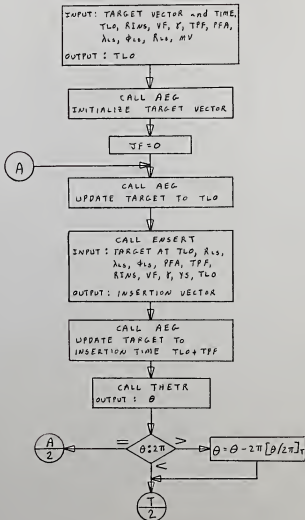 INPUT: TARGET VECTOR and TIME,
TLO, RINS, VF, γ, TPF, PFA,
λLS, φLS, RLS, MV
OUTPUT: TLO
CALL AEG
INITIALIZE TARGET VECTOR
JF=0
A
CALL AEG
UPDATE TARGET TO TLO
CALL ENSERT
INPUT: TARGET AT TLO, RLS,
λLS, φLS, PFA, TPF,
RINS, VF, γ, YS, TLO
OUTPUT: INSERTION VECTOR
CALL AEG
UPDATE TARGET TO
INSERTION TIME TLO+TPF
CALL THETR
OUTPUT: θ
A
2
=
θ:2π
>
θ=θ-2π[θ/2π]T
<
T
2